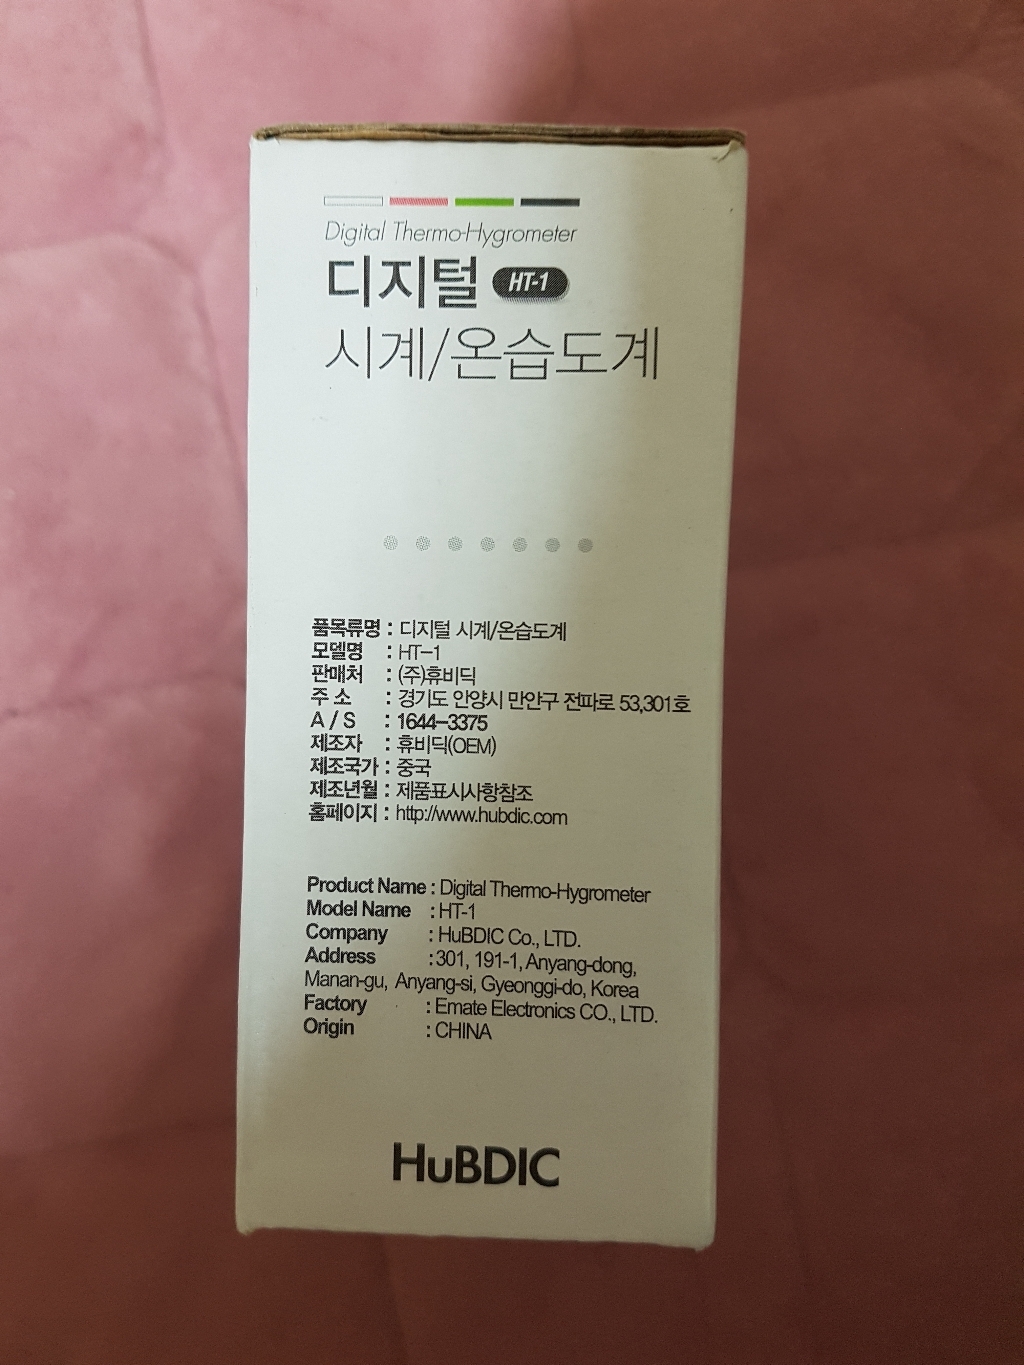 Digital Thermo-Hygrometer
디지털 HT-1
시계/온습도계
품목류명 : 디지털 시계/온습도계
모델명 : HT-1
판매처 : (주)휴비딕
주 소 : 경기도 안양시 만안구 전파로 53,301호
A / S : 1644-3375
제조자 : 휴비딕(OEM)
제조국가 : 중국
제조년월 : 제품표시사항참조
홈페이지 : http://www.hubdic.com
Product Name : Digital Thermo-Hygrometer
Model Name : HT-1
Company : HuBDIC Co., LTD.
Address : 301, 191-1, Anyang-dong,
Manan-gu, Anyang-si, Gyeonggi-do, Korea
Factory : Emate Electronics CO., LTD.
Origin : CHINA
HuBDIC